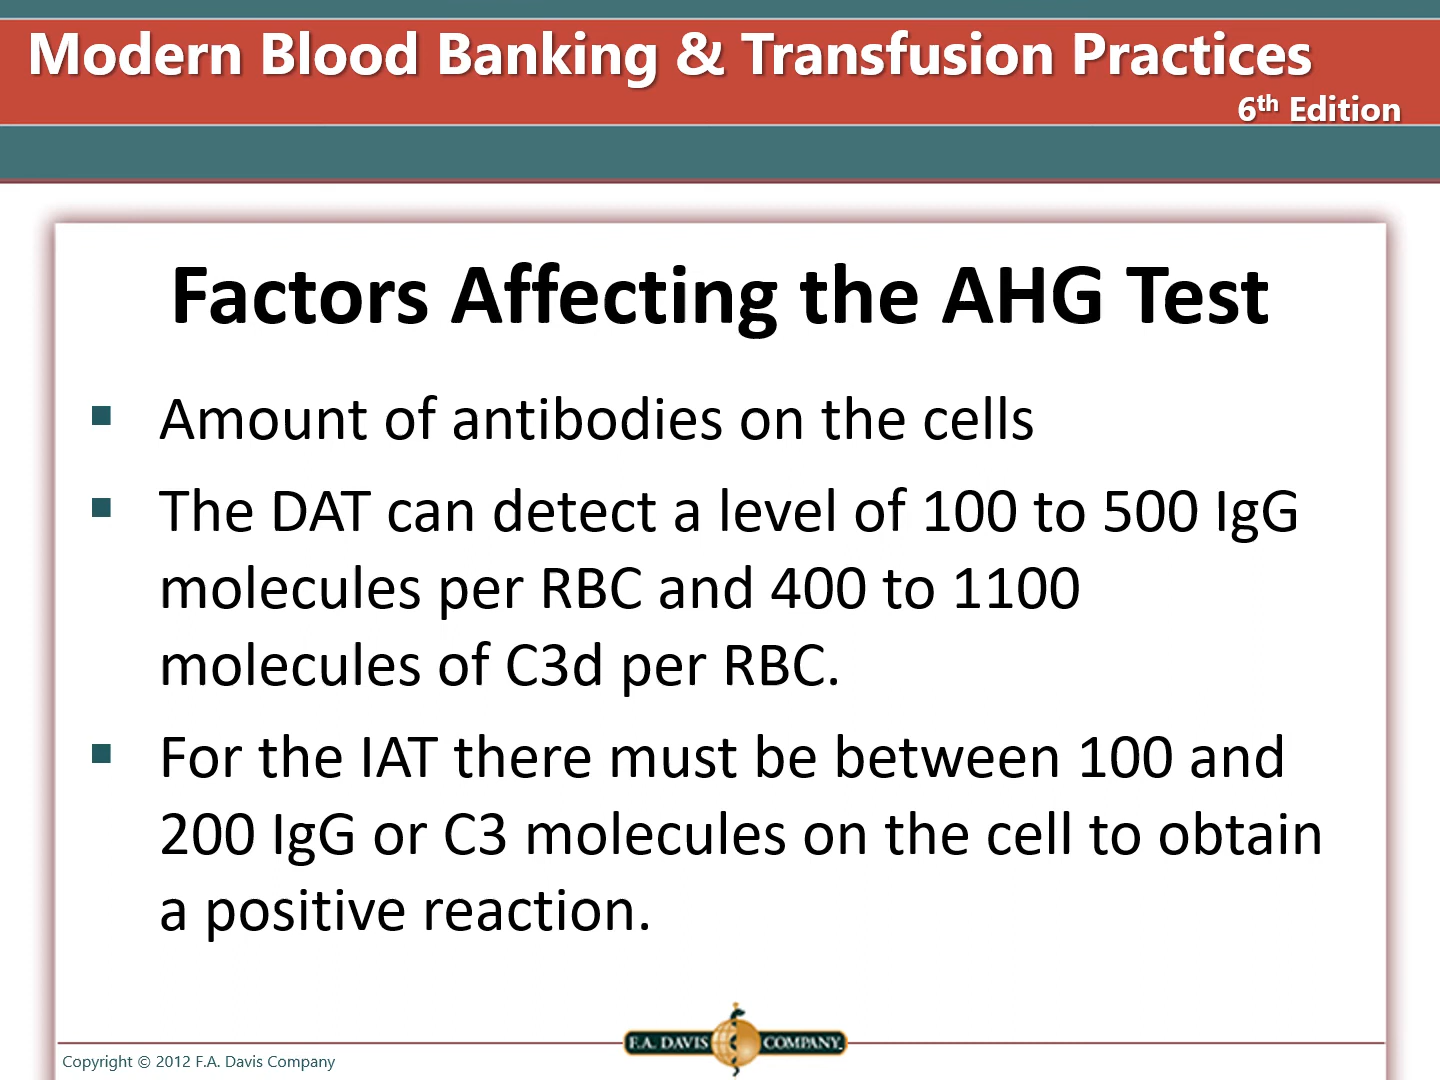 Modern Blood Banking & Transfusion Practices
6th Edition
Factors Affecting the AHG Test
▪ Amount of antibodies on the cells
▪ The DAT can detect a level of 100 to 500 IgG
molecules per RBC and 400 to 1100
molecules of C3d per RBC.
▪ For the IAT there must be between 100 and
200 IgG or C3 molecules on the cell to obtain
a positive reaction.
F.A. DAVIS COMPANY
Copyright © 2012 F.A. Davis Company